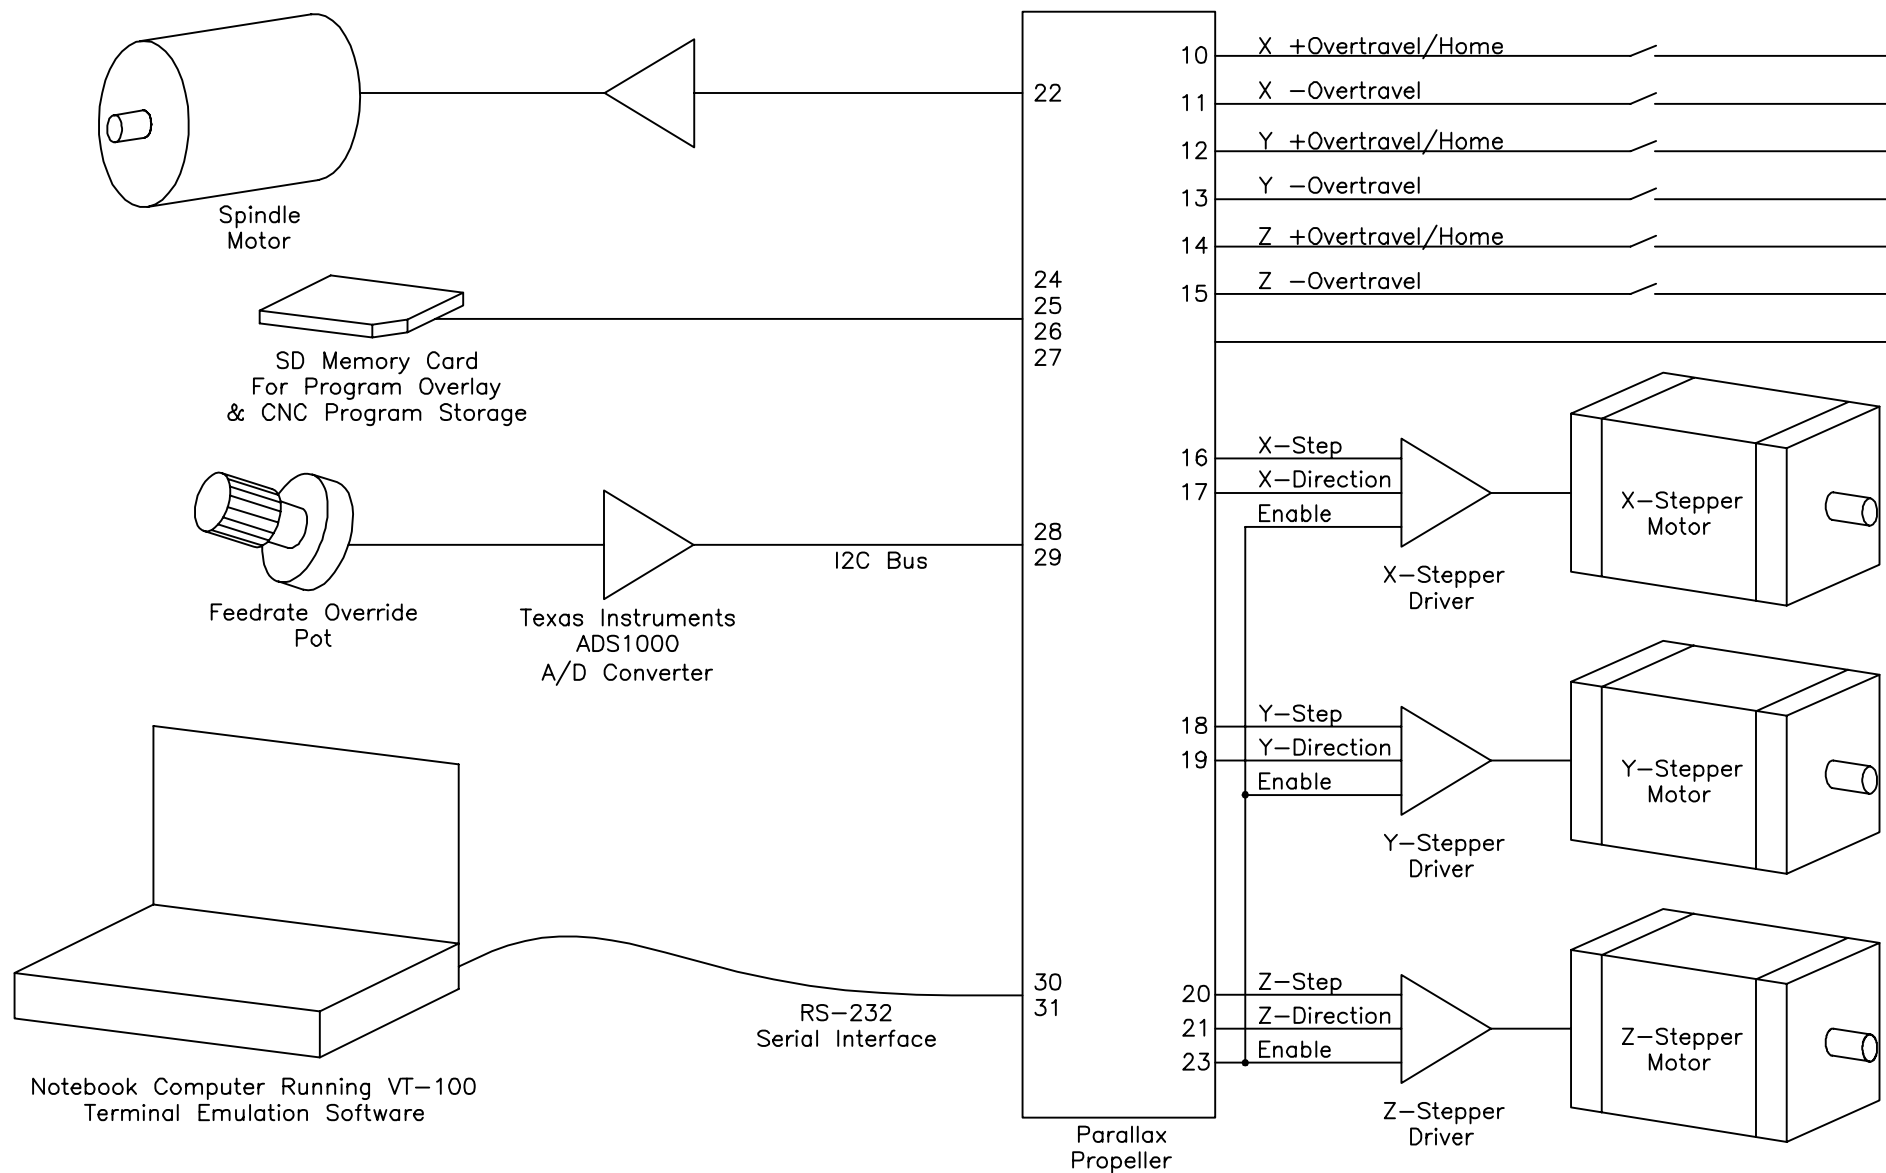 22
Spindle
Motor
24
25
26
27
SD Memory Card
For Program Overlay
& CNC Program Storage
28
29
I2C Bus
Feedrate Override
Pot
Texas Instruments
ADS1000
A/D Converter
30
31
RS-232
Serial Interface
Notebook Computer Running VT-100
Terminal Emulation Software
10 X +Overtravel/Home
11 X -Overtravel
12 Y +Overtravel/Home
13 Y -Overtravel
14 Z +Overtravel/Home
15 Z -Overtravel
16 X-Step
17 X-Direction
Enable
X-Stepper
Driver
X-Stepper
Motor
18 Y-Step
19 Y-Direction
Enable
Y-Stepper
Driver
Y-Stepper
Motor
20 Z-Step
21 Z-Direction
23 Enable
Z-Stepper
Driver
Z-Stepper
Motor
Parallax
Propeller